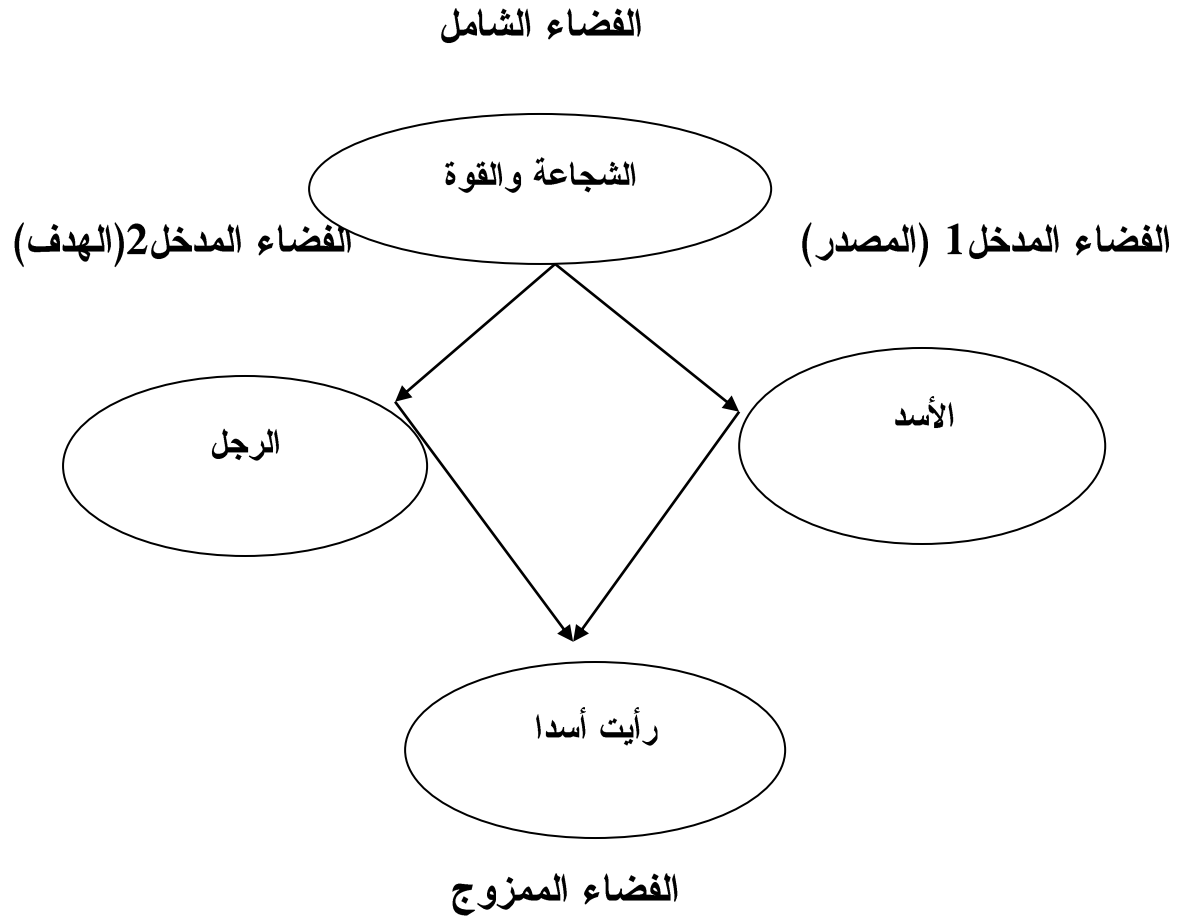 الفضاء الشامل
الشجاعة والقوة
الفضاء المدخل1 (المصدر)
الفضاء المدخل2(الهدف)
الأسد
الرجل
رأيت أسدا
الفضاء الممزوج